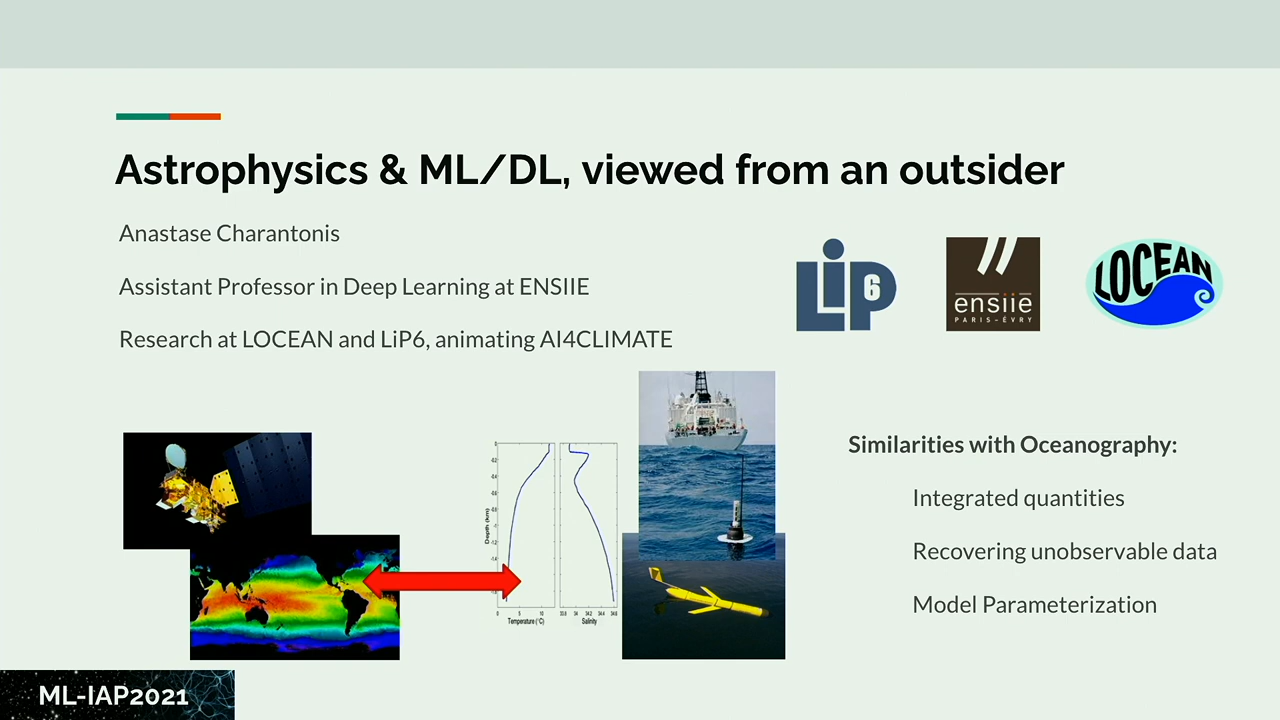 Astrophysics & ML/DL, viewed from an outsider
Anastase Charantonis
Assistant Professor in Deep Learning at ENSIIE
Research at LOCEAN and LiP6, animating AI4CLIMATE
LiP6
ensiie
PARIS-ÉVRY
LOCEAN
Depth (km)
Temperature (°C)
Salinity
Similarities with Oceanography:
Integrated quantities
Recovering unobservable data
Model Parameterization
ML-IAP2021